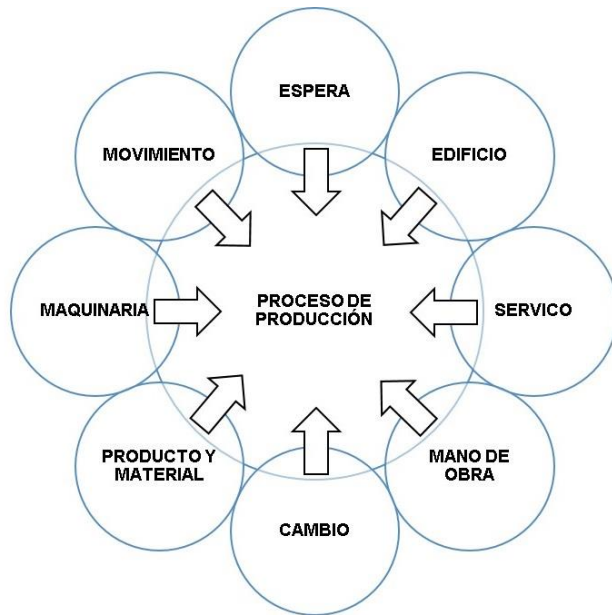 ESPERA
MOVIMIENTO
EDIFICIO
MAQUINARIA
PROCESO DE
PRODUCCIÓN
SERVICO
PRODUCTO Y
MATERIAL
MANO DE
OBRA
CAMBIO